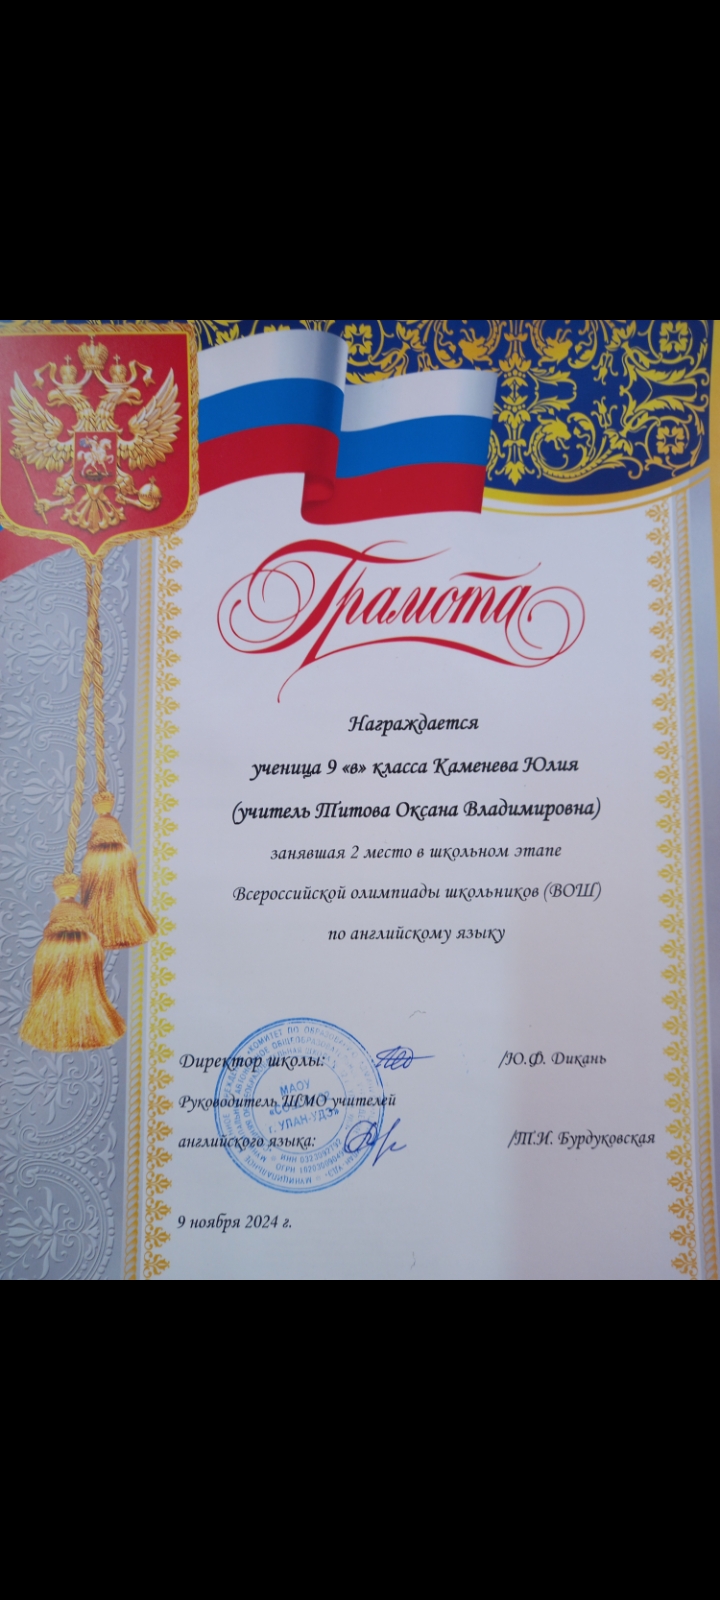 Грамота
Награждается
ученица 9 «в» класса Каменева Юлия
(учитель Титова Оксана Владимировна)
занявшая 2 место в школьном этапе
Всероссийской олимпиады школьников (ВОШ)
по английскому языку
Директор школы: /Ю.Ф. Дикань
Руководитель ШМО учителей
английского языка: /Т.И. Бурдуковская
МАОУ
г. УЛАН-УДЭ»
9 ноября 2024 г.